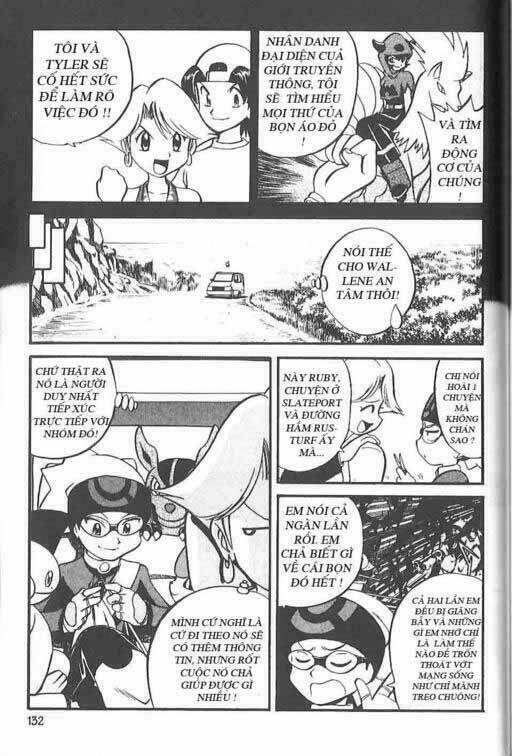 TÔI VÀ
TYLER SẼ
CỐ HẾT SỨC
ĐỂ LÀM RÕ
VIỆC ĐÓ !!
NHÂN DANH
ĐẠI DIỆN CUẢ
GIỚI TRUYỀN
THÔNG, TÔI
SẼ TÌM HIỂU
MỌI THỨ CỦA
BỌN ÁO ĐỎ
!
VÀ TÌM
RA ĐỘNG
CƠ CỦA
CHÚNG
!
NÓI THẾ
CHO WAL-
LENE AN
TÂM THÔI!
CHỨ THẬT RA
NÓ LÀ NGƯỜI
DUY NHẤT
TIẾP XÚC
TRỰC TIẾP VỚI
NHÓM ĐÓ!
NÀY RUBY,
CHUYỆN Ở
SLATEPORT
VÀ ĐƯỜNG
HẦM RUS-
TURF ẤY
MÀ...
CHỊ NÓI
HOÀI 1
CHUYỆN
MÀ
KHÔNG
CHÁN
SAO ?
MÌNH CỨ NGHĨ LÀ
CỨ ĐI THEO NÓ SẼ
CÓ THÊM THÔNG
TIN, NHƯNG RỐT
CUỘC NÓ CHẢ
GIÚP ĐƯỢC GÌ
NHIỀU !
EM NÓI CẢ
NGÀN LẦN
RỒI. EM
CHẢ BIẾT GÌ
VỀ CÁI BỌN
ĐÓ HẾT !
CẢ HAI LẦN EM
ĐỀU BỊ GIĂNG
BẪY VÀ NHỮNG
GÌ EM NHỚ CHỈ
LÀ LÀM THẾ
NÀO ĐỂ TRỐN
THOÁT VỚT
MẠNG SỐNG
NHƯ CHỈ MÀNH
TREO CHUÔNG!
132